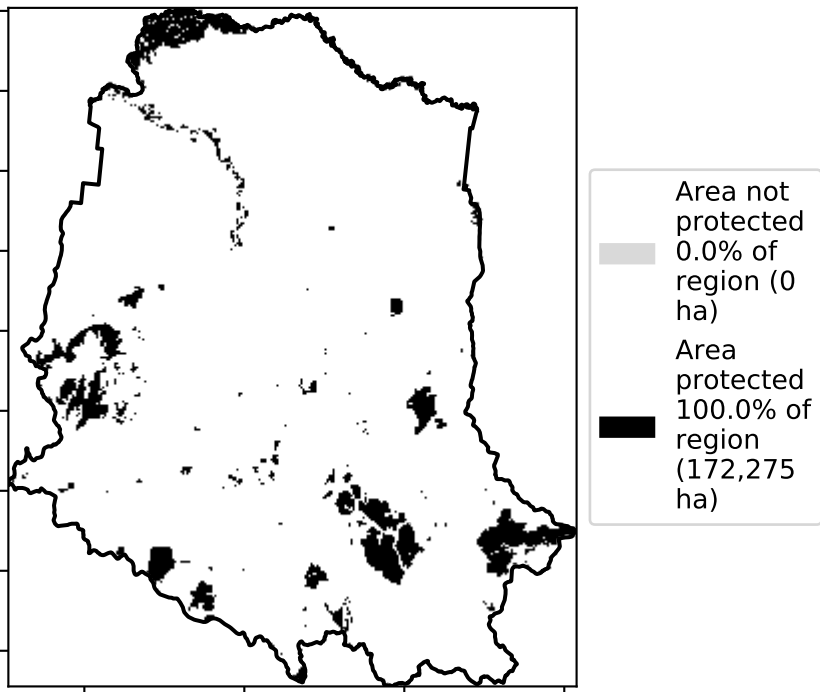 Area not
protected
0.0% of
region (0
ha)
Area
protected
100.0% of
region
(172,275
ha)